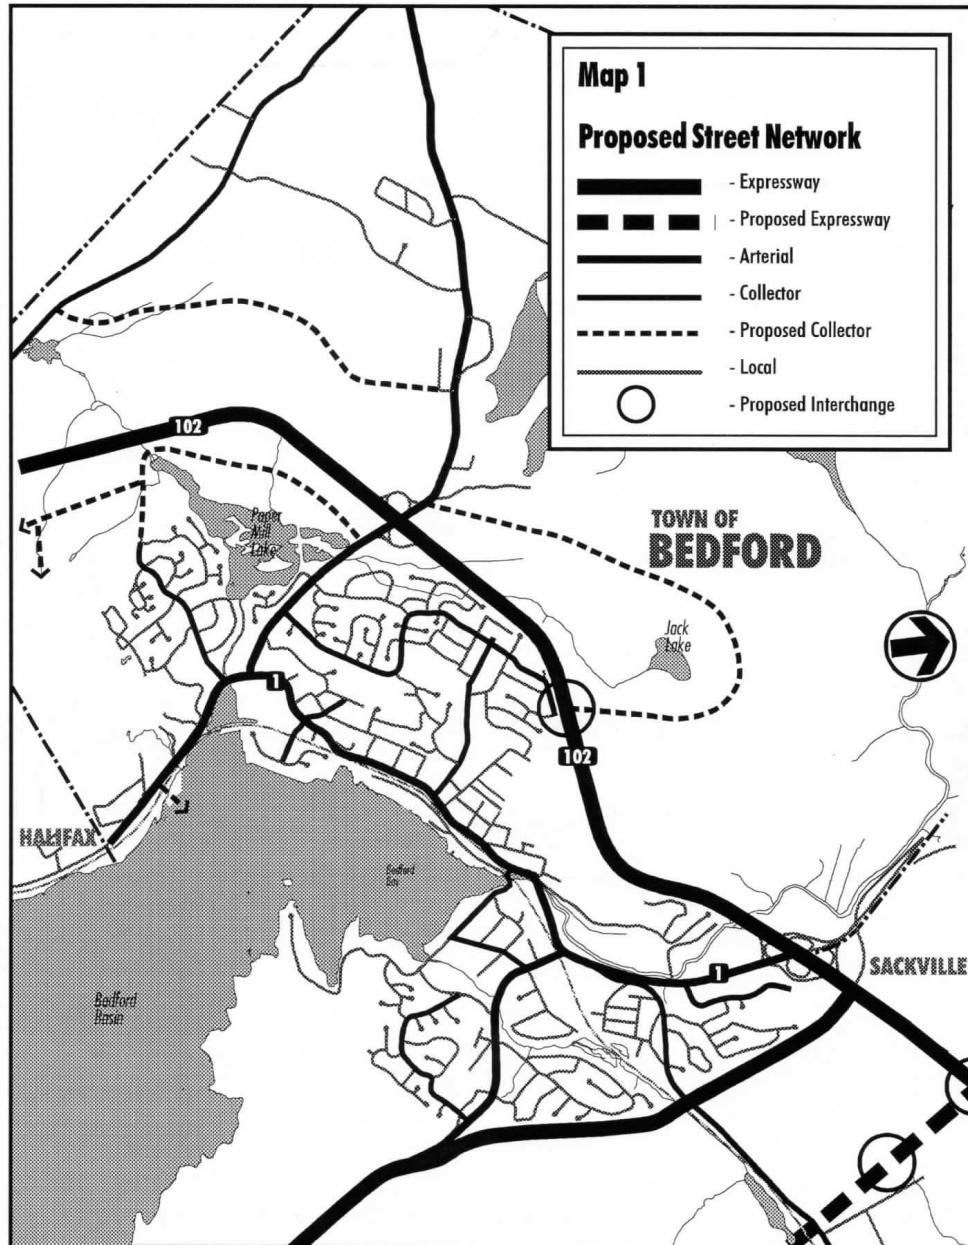 Map 1
Proposed Street Network
- Expressway
- Proposed Expressway
- Arterial
- Collector
- Proposed Collector
- Local
- Proposed Interchange
102
Paper
Mill
Lake
TOWN OF
BEDFORD
Jack
Lake
1
102
HALIFAX
Bedford
Bay
1
SACKVILLE
Bedford
Basin